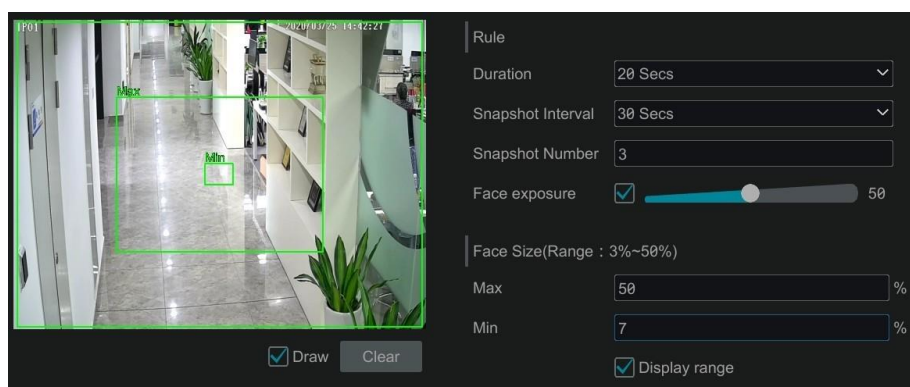 IP01
2020/03/25 14:42:27
Max
Min
Draw
Clear
Rule
Duration
20 Secs
Snapshot Interval
30 Secs
Snapshot Number
3
Face exposure
50
Face Size(Range : 3%~50%)
Max
50
%
Min
7
%
Display range